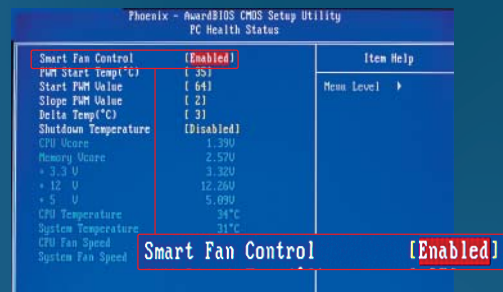 Phoenix - AwardBIOS CMOS Setup Utility
PC Health Status
Smart Fan Control [Enabled]
PWM Start Temp(°C) [ 35]
Start PWM Value [ 64]
Slope PWM Value [ 2]
Delta Temp(°C) [ 3]
Shutdown Temperature [Disabled]
CPU Vcore 1.39V
Memory Vcore 2.57V
+ 3.3 V 3.32V
+ 12 V 12.26V
+ 5 V 5.09V
CPU Temperature 34°C
System Temperature 31°C
CPU Fan Speed
System Fan Speed
Item Help
Menu Level
Smart Fan Control [Enabled]